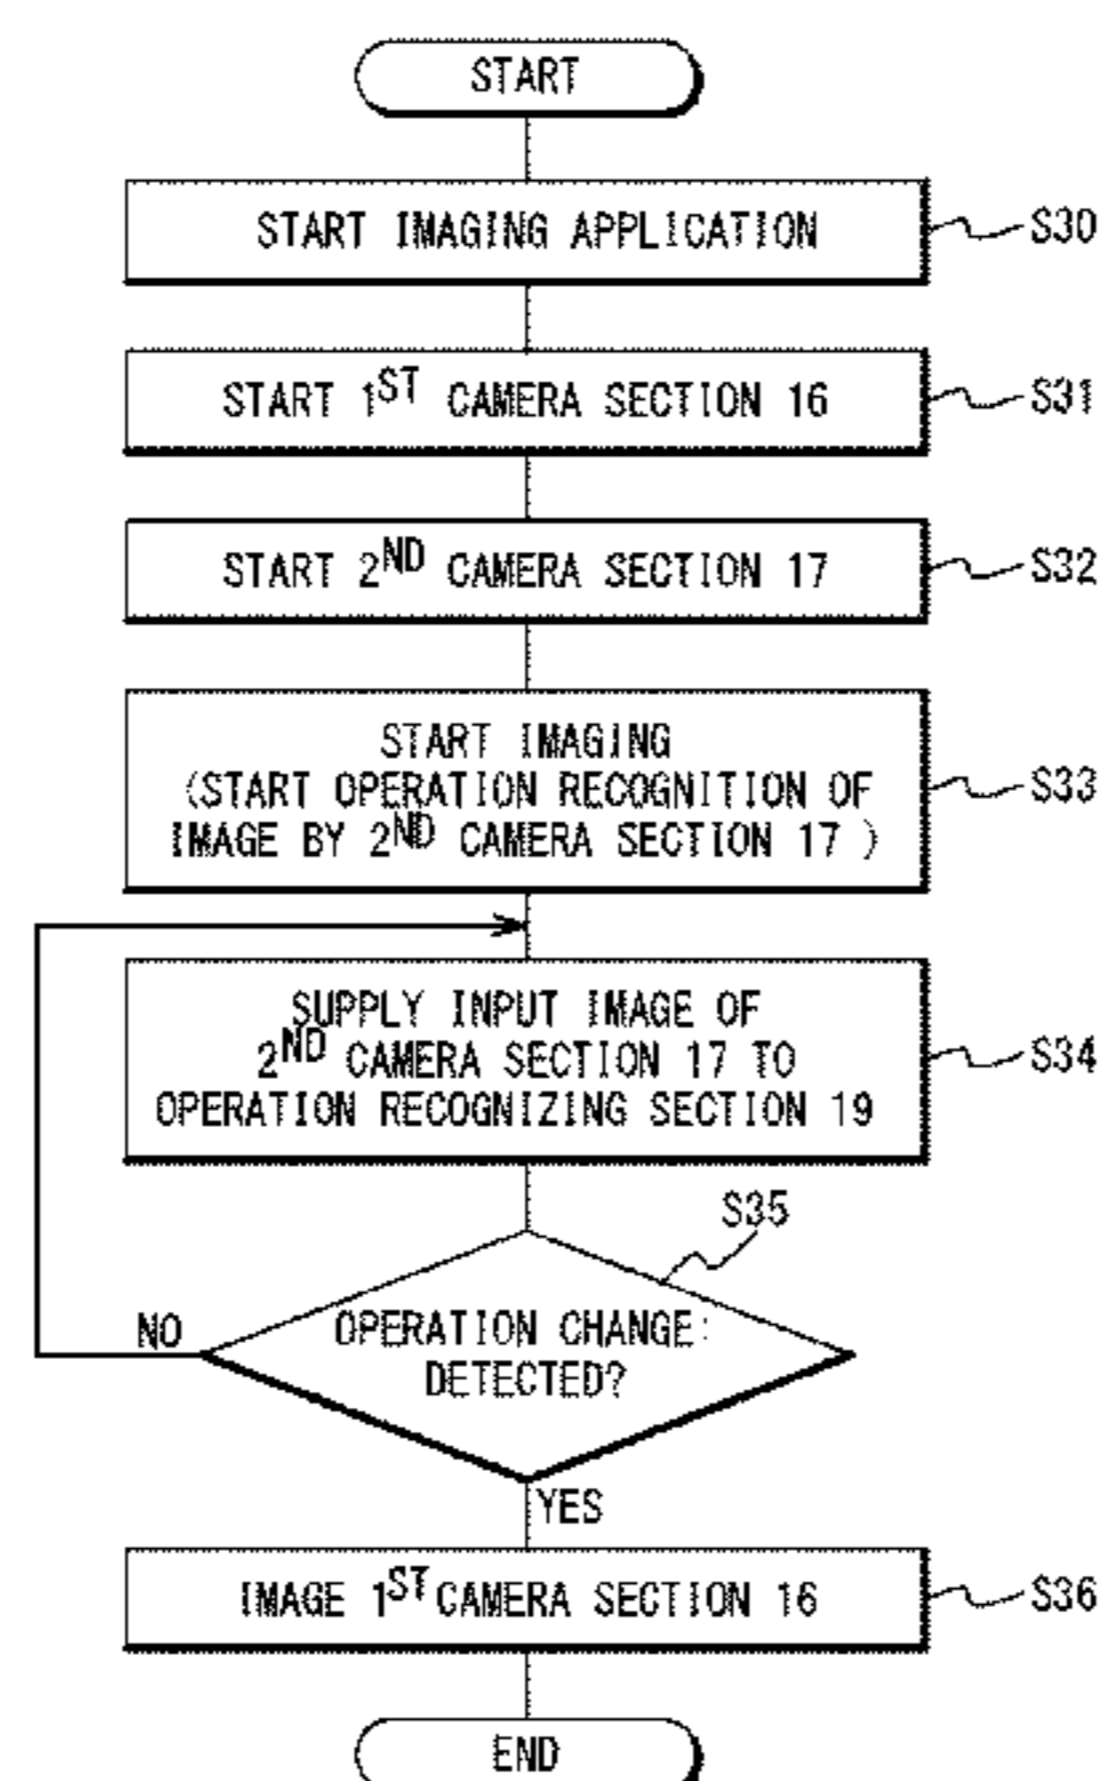 START
START IMAGING APPLICATION
S30
START 1ST CAMERA SECTION 16
S31
START 2ND CAMERA SECTION 17
S32
START IMAGING
(START OPERATION RECOGNITION OF
IMAGE BY 2ND CAMERA SECTION 17 )
S33
SUPPLY INPUT IMAGE OF
2ND CAMERA SECTION 17 TO
OPERATION RECOGNIZING SECTION 19
S34
S35
OPERATION CHANGE:
DETECTED?
NO
YES
IMAGE 1ST CAMERA SECTION 16
S36
END